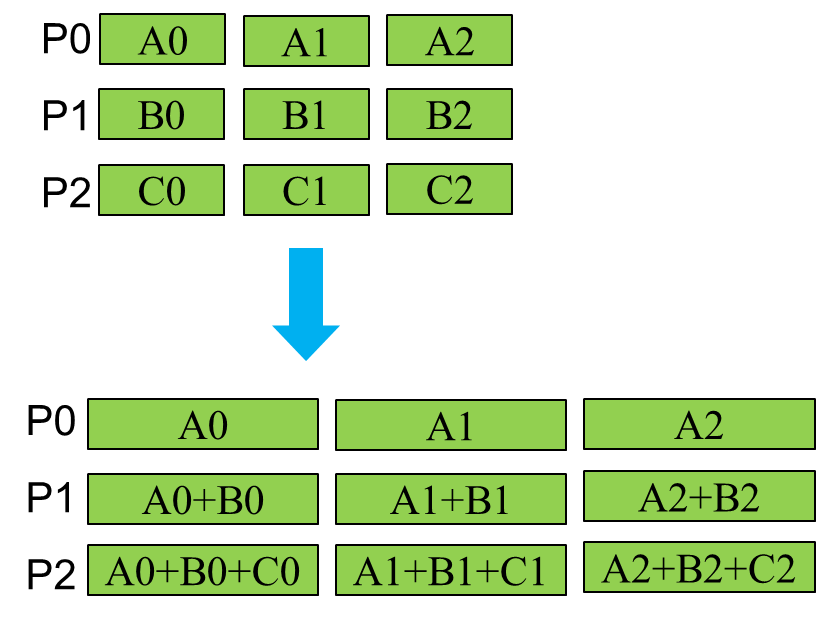 P0 A0 A1 A2
P1 B0 B1 B2
P2 C0 C1 C2
P0 A0 A1 A2
P1 A0+B0 A1+B1 A2+B2
P2 A0+B0+C0 A1+B1+C1 A2+B2+C2